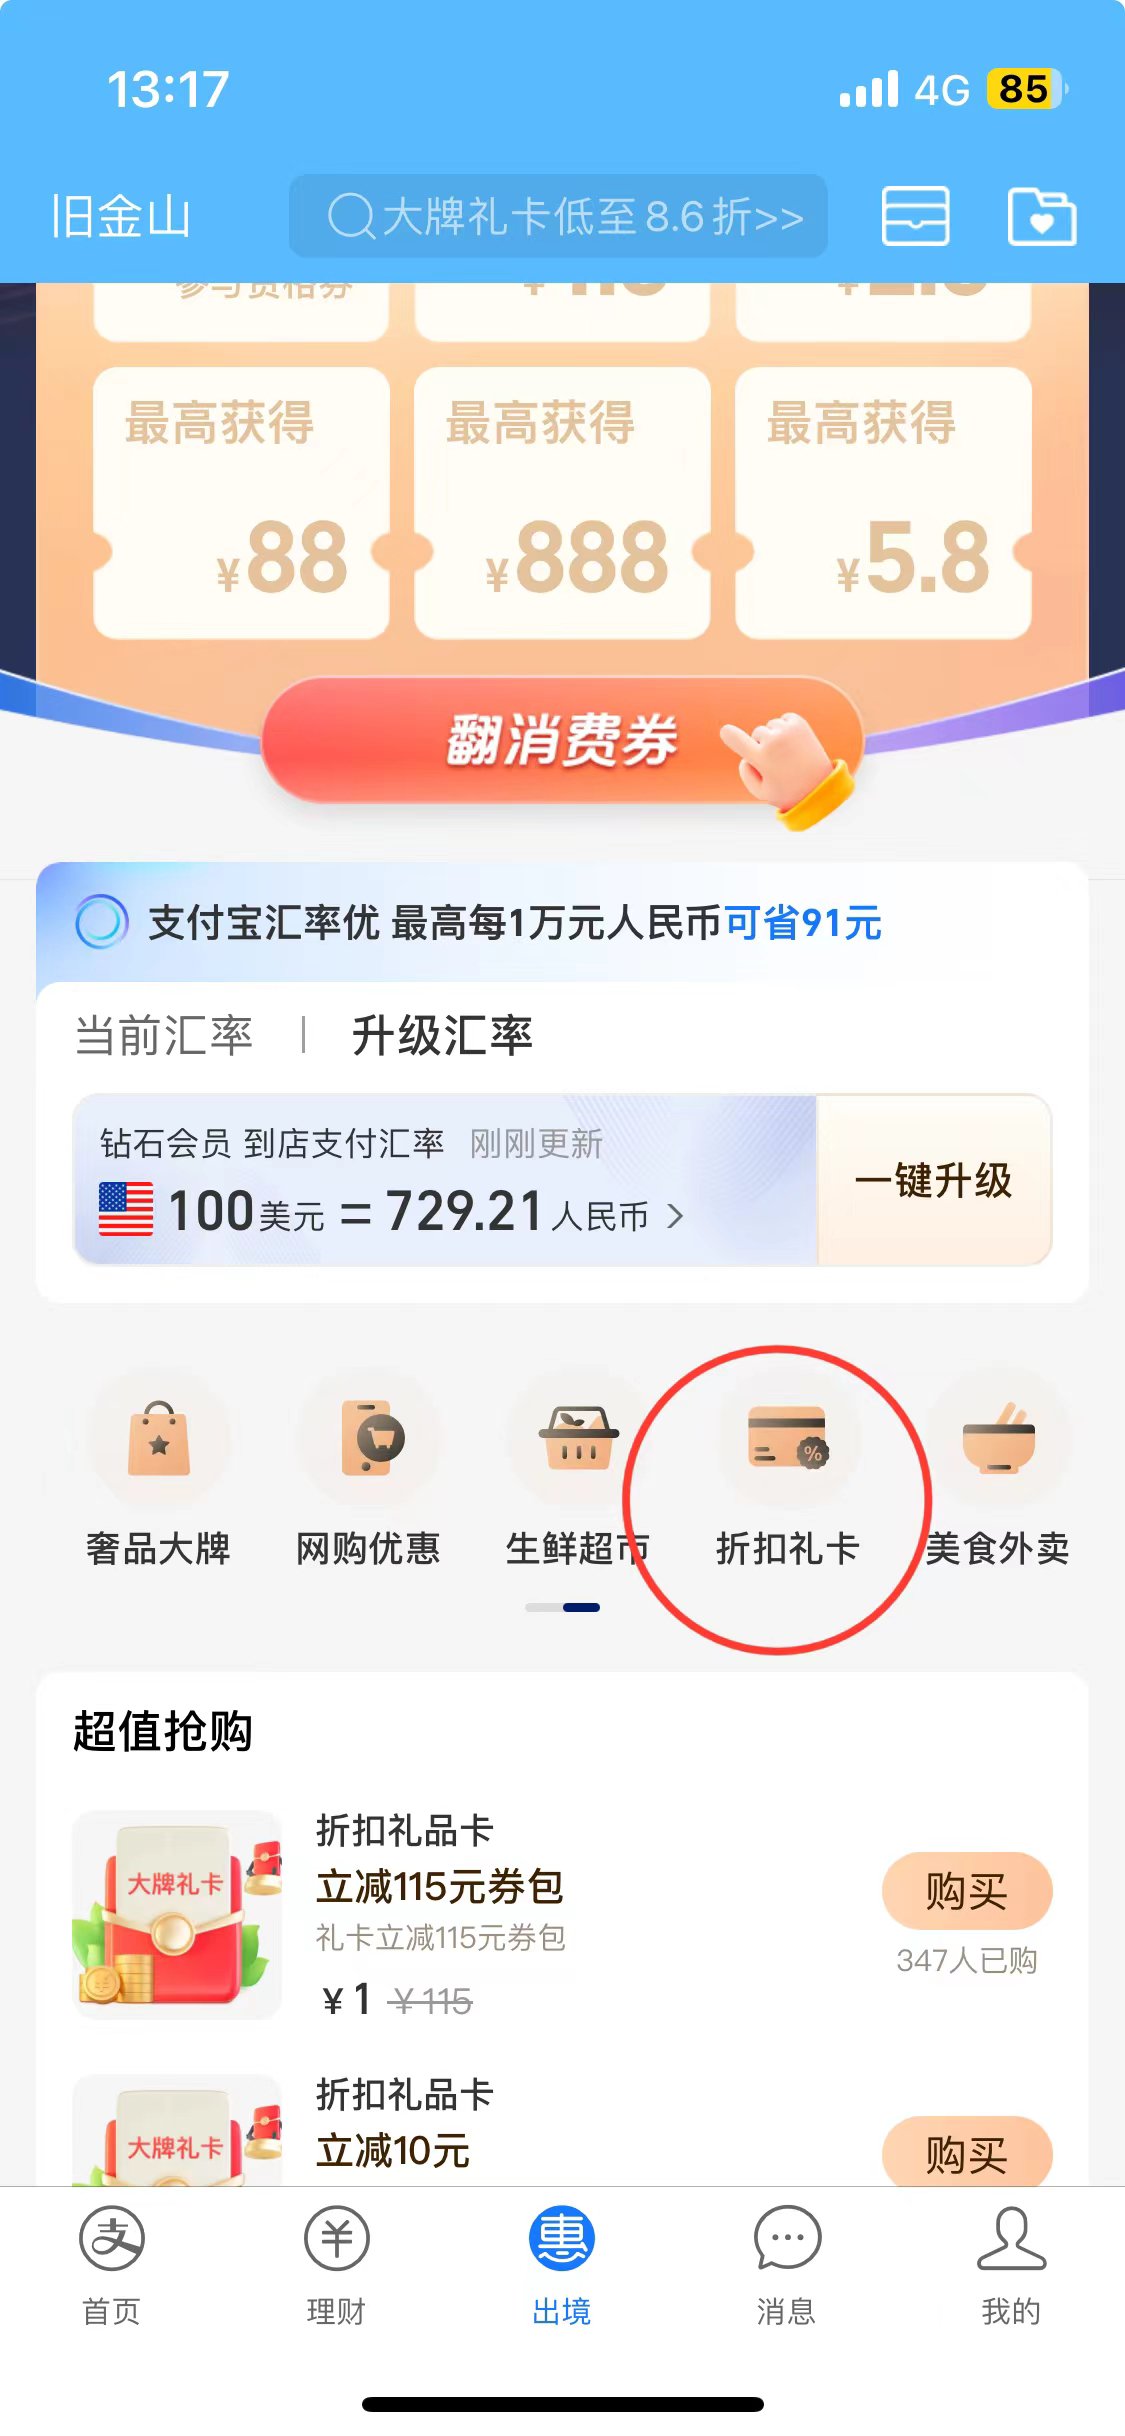 13:17
4G 85
旧金山
大牌礼卡低至8.6折>>
参与资格券
最高获得 最高获得 最高获得
¥88 ¥888 ¥5.8
翻消费券
支付宝汇率优 最高每1万元人民币可省91元
当前汇率 | 升级汇率
钻石会员 到店支付汇率 刚刚更新
100美元 = 729.21人民币 >
一键升级
%
奢品大牌 网购优惠 生鲜超市 折扣礼卡 美食外卖
超值抢购
大牌礼卡
折扣礼品卡
立减115元券包
礼卡立减115元券包
¥1 ¥115
购买
347人已购
大牌礼卡
折扣礼品卡
立减10元
购买
支 ¥ 惠
首页 理财 出境 消息 我的